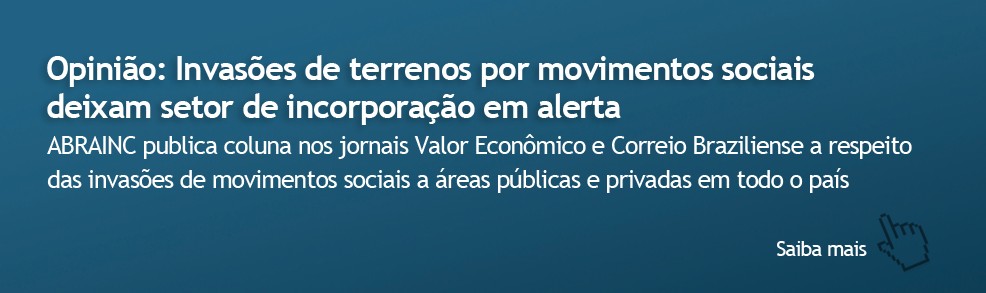 Opinião: Invasões de terrenos por movimentos sociais
deixam setor de incorporação em alerta
ABRAINC publica coluna nos jornais Valor Econômico e Correio Braziliense a respeito
das invasões de movimentos sociais a áreas públicas e privadas em todo o país
Saiba mais